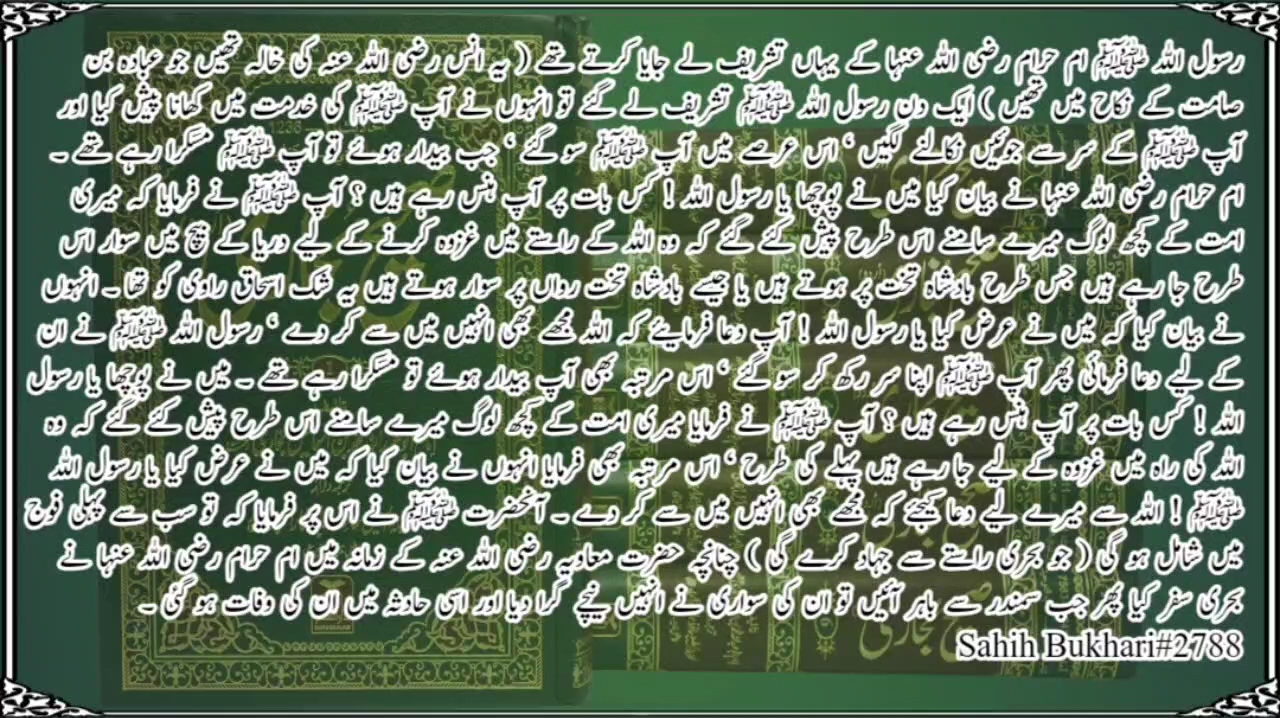 رسول اللہ ﷺ ام حرام رضی اللہ عنہا کے یہاں تشریف لے جایا کرتے تھے ( یہ انس رضی اللہ عنہ کی خالہ تھیں جو عبادہ بن
صامت کے نکاح میں تھیں ) ایک دن رسول اللہ ﷺ تشریف لے گئے تو انہوں نے آپ ﷺ کی خدمت میں کھانا پیش کیا اور
آپ ﷺ کے سر سے جوئیں نکالنے لگیں ‘ اس عرصے میں آپ ﷺ سو گئے ‘ جب بیدار ہوئے تو آپ ﷺ مسکرا رہے تھے ۔
ام حرام رضی اللہ عنہا نے بیان کیا میں نے پوچھا یا رسول اللہ ! کس بات پر آپ ہنس رہے ہیں ؟ آپ ﷺ نے فرمایا کہ میری
امت کے کچھ لوگ میرے سامنے اس طرح پیش کئے گئے کہ وہ اللہ کے راستے میں غزوہ کرنے کے لیے دریا کے بیچ میں سوار اس
طرح جا رہے ہیں جس طرح بادشاہ تخت پر ہوتے ہیں یا جیسے بادشاہ تخت رواں پر سوار ہوتے ہیں یہ شک اسحاق راوی کو تھا ۔ انہوں
نے بیان کیا کہ میں نے عرض کیا یا رسول اللہ ! آپ دعا فرمایئے کہ اللہ مجھے بھی انہیں میں سے کر دے ‘ رسول اللہ ﷺ نے ان
کے لیے دعا فرمائی پھر آپ ﷺ اپنا سر رکھ کر سو گئے ‘ اس مرتبہ بھی آپ بیدار ہوئے تو مسکرا رہے تھے ۔ میں نے پوچھا یا رسول
اللہ ! کس بات پر آپ ہنس رہے ہیں ؟ آپ ﷺ نے فرمایا میری امت کے کچھ لوگ میرے سامنے اس طرح پیش کئے گئے کہ وہ
اللہ کی راہ میں غزوہ کے لیے جا رہے ہیں پہلے کی طرح ‘ اس مرتبہ بھی فرمایا انہوں نے بیان کیا کہ میں نے عرض کیا یا رسول اللہ
ﷺ ! اللہ سے میرے لیے دعا کیجئے کہ مجھے بھی انہیں میں سے کر دے ۔ آنحضرت ﷺ نے اس پر فرمایا کہ تو سب سے پہلی فوج
میں شامل ہو گی ( جو بحری راستے سے جہاد کرے گی ) چنانچہ حضرت معاویہ رضی اللہ عنہ کے زمانہ میں ام حرام رضی اللہ عنہا نے
بحری سفر کیا پھر جب سمندر سے باہر آئیں تو ان کی سواری نے انہیں نیچے گرا دیا اور اسی حادثہ میں ان کی وفات ہو گئی ۔
Sahih Bukhari#2788